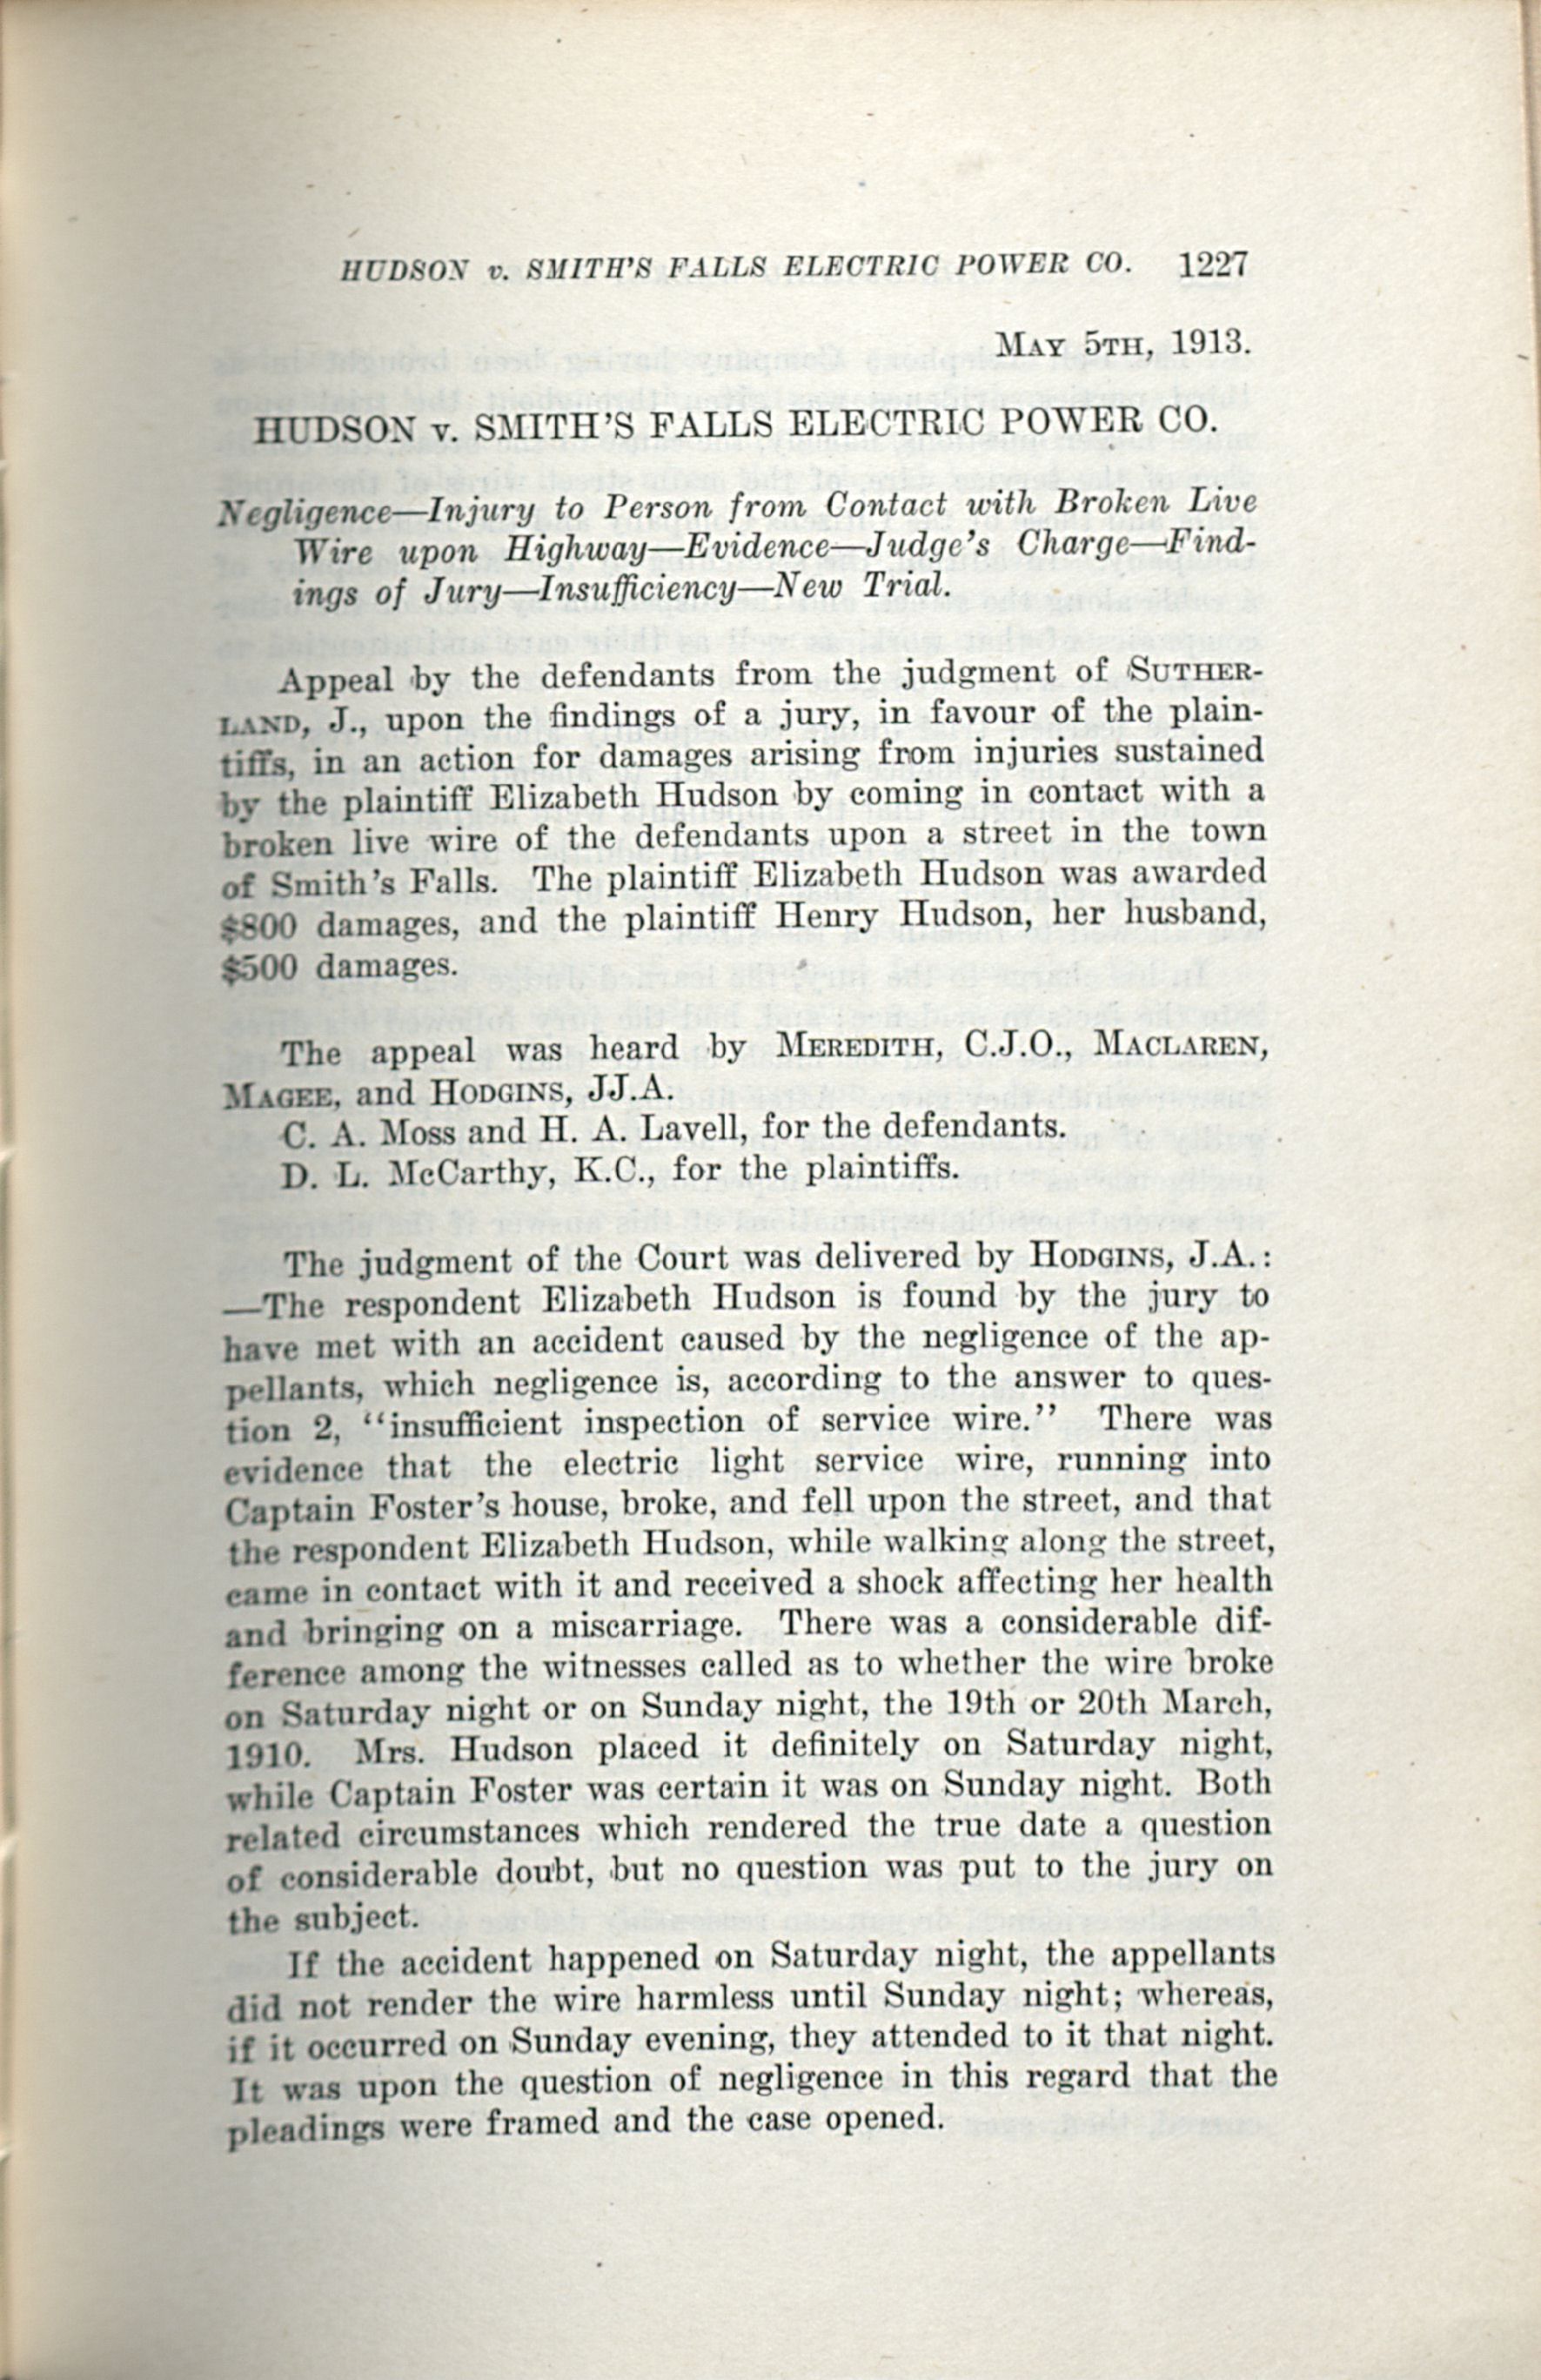 HUDSON v. SMITH'S FALLS ELECTRIC POWER CO. 1227
MAY 5TH, 1913.
HUDSON v. SMITH'S FALLS ELECTRIC POWER CO.
Negligence—Injury to Person from Contact with Broken Live
Wire upon Highway—Evidence—Judge's Charge—Find-
ings of Jury—Insufficiency—New Trial.
Appeal by the defendants from the judgment of SUTHER-
LAND, J., upon the findings of a jury, in favour of the plain-
tiffs, in an action for damages arising from injuries sustained
by the plaintiff Elizabeth Hudson by coming in contact with a
broken live wire of the defendants upon a street in the town
of Smith's Falls. The plaintiff Elizabeth Hudson was awarded
$800 damages, and the plaintiff Henry Hudson, her husband,
$500 damages.
The appeal was heard by MEREDITH, C.J.O., MACLAREN,
MAGEE, and HODGINS, JJ.A.
C. A. Moss and H. A. Lavell, for the defendants.
D. L. McCarthy, K.C., for the plaintiffs.
The judgment of the Court was delivered by HODGINS, J.A.:
—The respondent Elizabeth Hudson is found by the jury to
have met with an accident caused by the negligence of the ap-
pellants, which negligence is, according to the answer to ques-
tion 2, "insufficient inspection of service wire." There was
evidence that the electric light service wire, running into
Captain Foster's house, broke, and fell upon the street, and that
the respondent Elizabeth Hudson, while walking along the street,
came in contact with it and received a shock affecting her health
and bringing on a miscarriage. There was a considerable dif-
ference among the witnesses called as to whether the wire broke
on Saturday night or on Sunday night, the 19th or 20th March,
1910. Mrs. Hudson placed it definitely on Saturday night,
while Captain Foster was certain it was on Sunday night. Both
related circumstances which rendered the true date a question
of considerable doubt, but no question was put to the jury on
the subject.
If the accident happened on Saturday night, the appellants
did not render the wire harmless until Sunday night; whereas,
if it occurred on Sunday evening, they attended to it that night.
It was upon the question of negligence in this regard that the
pleadings were framed and the case opened.